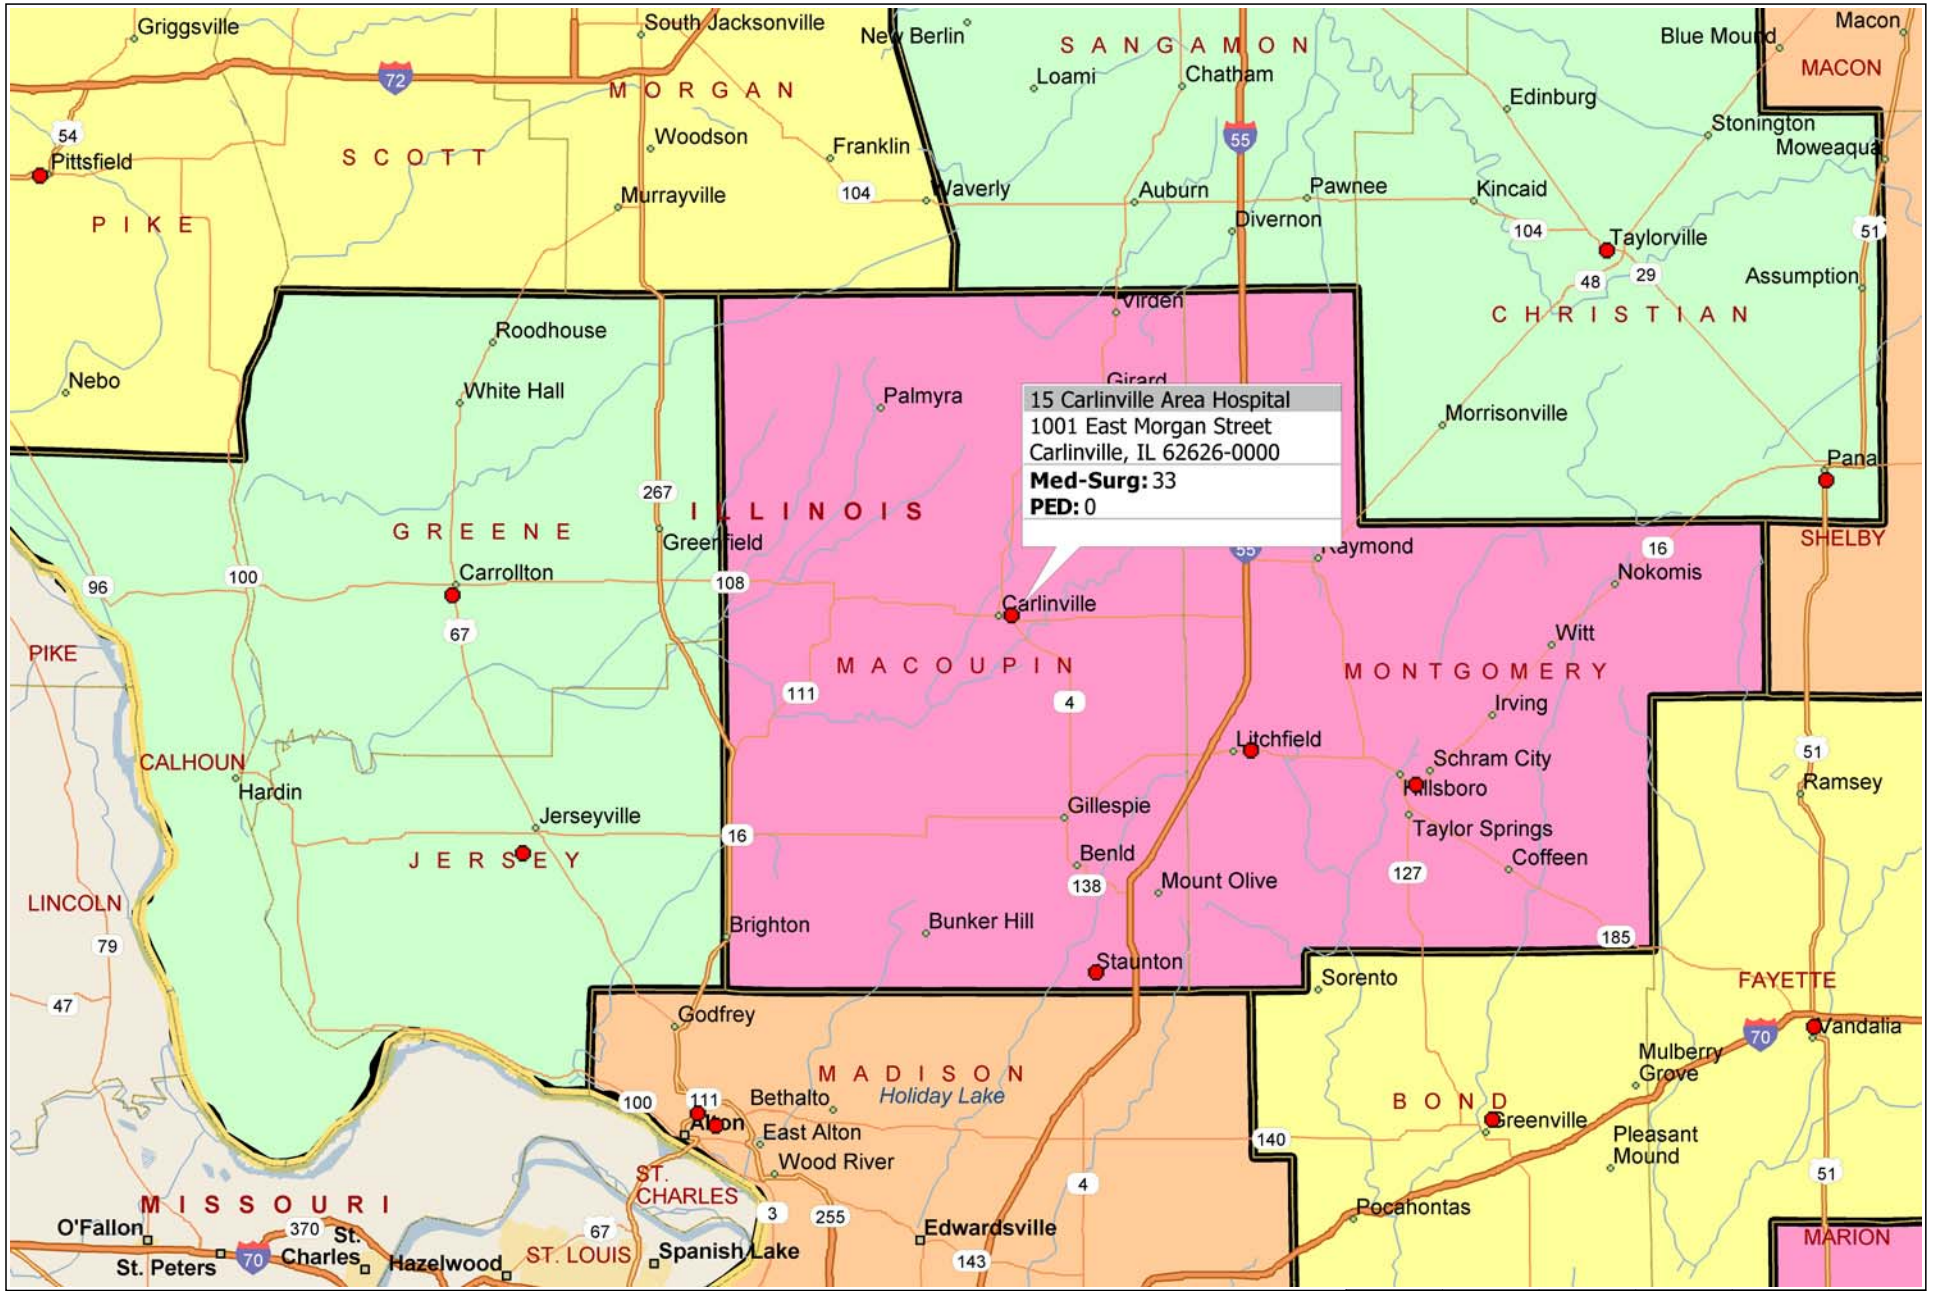 Griggsville
South Jacksonville
New Berlin
SANGAMON
Blue Mound
Macon
MACON
Loami
Chatham
72
MORGAN
Edinburg
54
Woodson
55
Stonington
Moweaqua
Pittsfield
SCOTT
Franklin
Murrayville
104
Waverly
Auburn
Pawnee
Kincaid
PIKE
Divernon
104
Taylorville
51
48
29
Assumption
Virden
CHRISTIAN
Roodhouse
Nebo
White Hall
Palmyra
Girard
15 Carlinville Area Hospital
1001 East Morgan Street
Carlinville, IL 62626-0000
Med-Surg: 33
PED: 0
Morrisonville
Pana
267
ILLINOIS
GREENE
Greenfield
55
Raymond
16
SHELBY
Nokomis
96
100
Carrollton
108
Carlinville
67
Witt
PIKE
MACOUPIN
MONTGOMERY
111
4
Irving
Litchfield
51
CALHOUN
Hardin
Schram City
Hillsboro
Ramsey
Jerseyville
Gillespie
16
Taylor Springs
JERSEY
Benld
Coffeen
138
Mount Olive
127
LINCOLN
79
Brighton
Bunker Hill
185
Staunton
Sorento
FAYETTE
47
Godfrey
70
Vandalia
MADISON
Holiday Lake
Mulberry
Grove
100
111
Bethalto
BOND
Alton
East Alton
140
Greenville
Pleasant
Mound
Wood River
ST.
CHARLES
4
51
MISSOURI
3
255
Pocahontas
O'Fallon
370
St.
Charles
67
Edwardsville
MARION
St. Peters
70
Hazelwood
ST. LOUIS
Spanish Lake
143